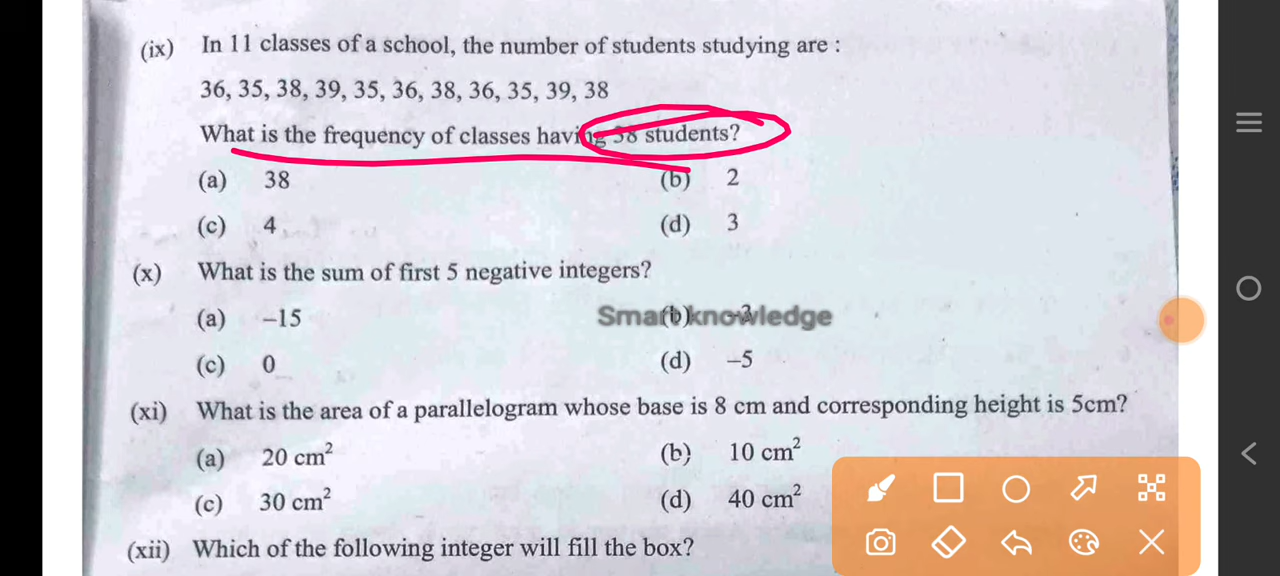 (ix) In 11 classes of a school, the number of students studying are :
36, 35, 38, 39, 35, 36, 38, 36, 35, 39, 38
What is the frequency of classes having 38 students?
(a) 38 (b) 2
(c) 4 (d) 3
(x) What is the sum of first 5 negative integers?
(a) −15 (b)
Smart knowledge
(c) 0 (d) −5
(xi) What is the area of a parallelogram whose base is 8 cm and corresponding height is 5cm?
(a) 20 cm² (b) 10 cm²
(c) 30 cm² (d) 40 cm²
(xii) Which of the following integer will fill the box?